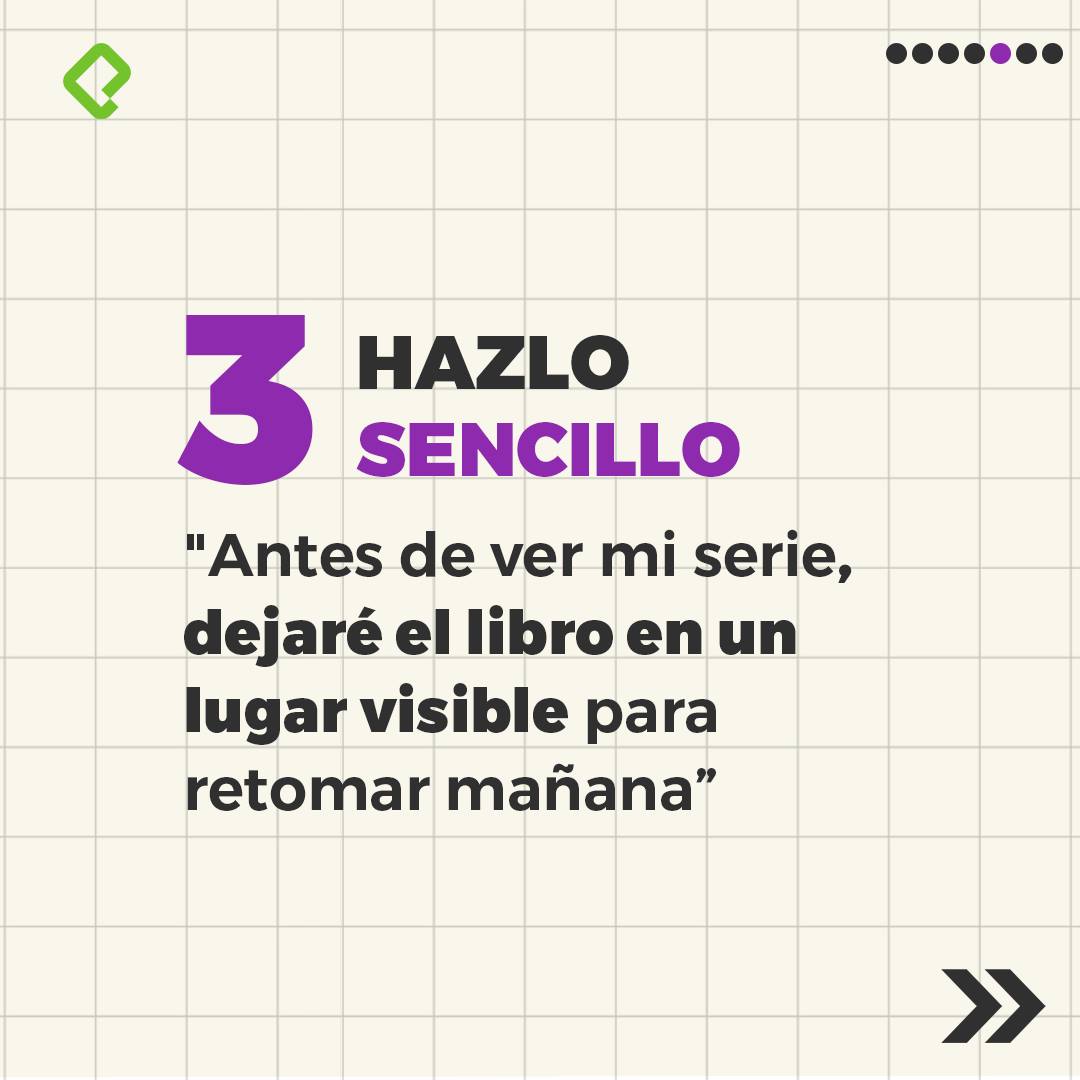 3
HAZLO
SENCILLO
"Antes de ver mi serie,
dejaré el libro en un
lugar visible para
retomar mañana”